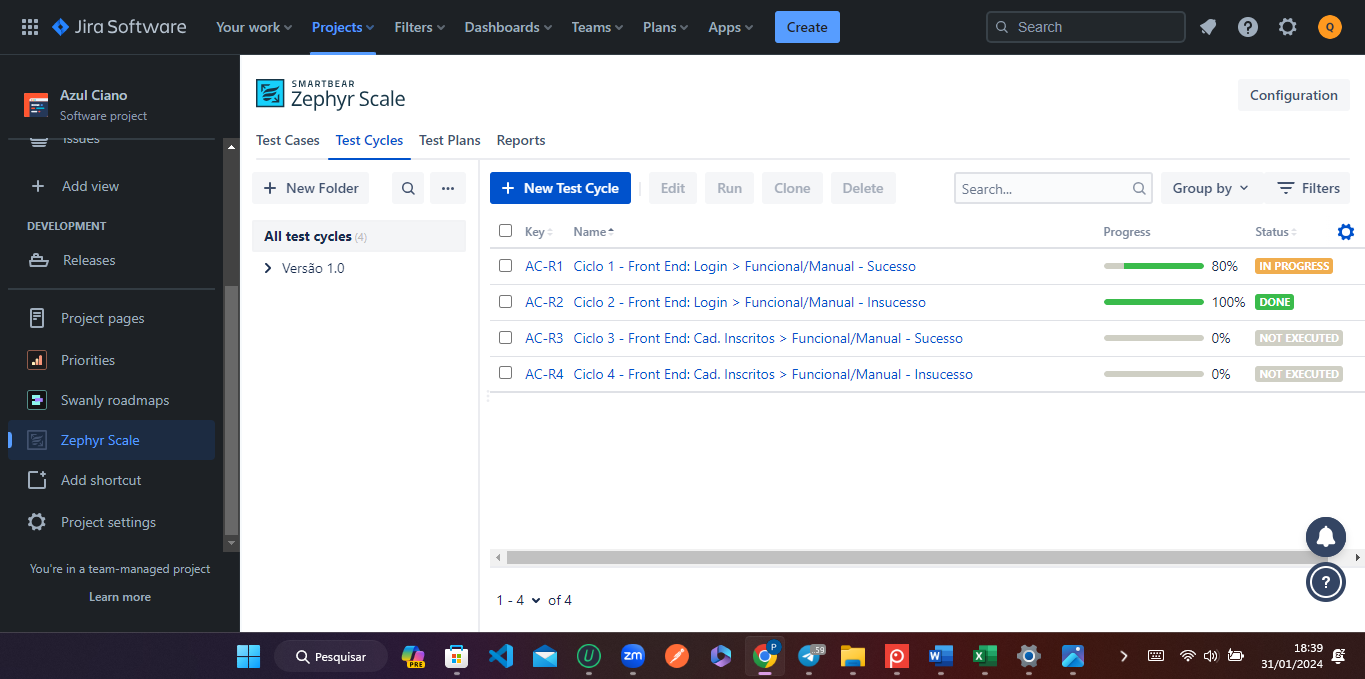 Jira Software Your work Projects Filters Dashboards Teams Plans Apps Create Search Q
Azul Ciano
Software project
Issues
Add view
DEVELOPMENT
Releases
Project pages
Priorities
Swanly roadmaps
Zephyr Scale
Add shortcut
Project settings
You're in a team-managed project
Learn more
SMARTBEAR
Zephyr Scale
Configuration
Test Cases Test Cycles Test Plans Reports
+ New Folder ...
All test cycles (4)
Versão 1.0
+ New Test Cycle Edit Run Clone Delete Search... Group by Filters
Key Name Progress Status
AC-R1 Ciclo 1 - Front End: Login > Funcional/Manual - Sucesso 80% IN PROGRESS
AC-R2 Ciclo 2 - Front End: Login > Funcional/Manual - Insucesso 100% DONE
AC-R3 Ciclo 3 - Front End: Cad. Inscritos > Funcional/Manual - Sucesso 0% NOT EXECUTED
AC-R4 Ciclo 4 - Front End: Cad. Inscritos > Funcional/Manual - Insucesso 0% NOT EXECUTED
1 - 4 of 4
?
Pesquisar PRE U zm P .59 W X 18:39
31/01/2024